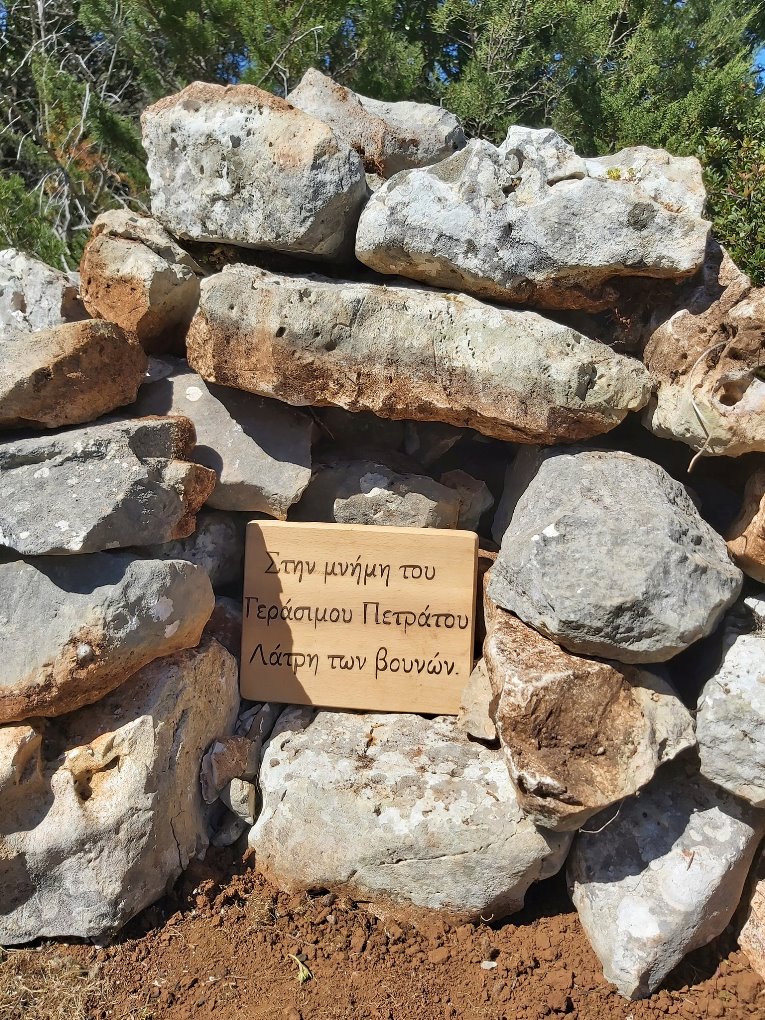 Στην μνήμη του
Γεράσιμου Πετράτου
Λάτρη των βουνών.